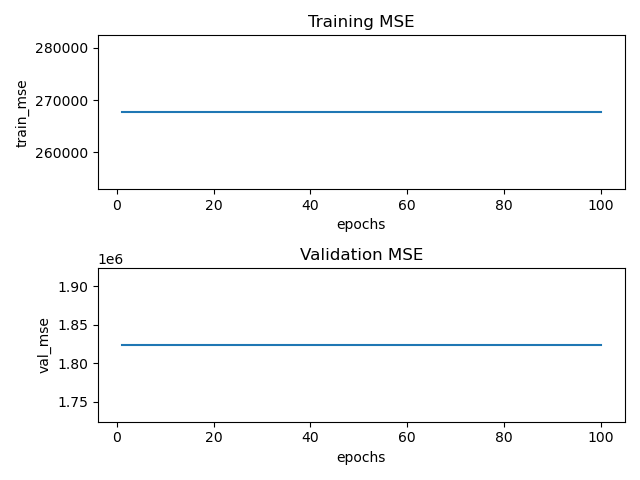 Training MSE
280000
270000
260000
train_mse
0 20 40 60 80 100
epochs
Validation MSE
1e6
1.90
1.85
1.80
1.75
val_mse
0 20 40 60 80 100
epochs